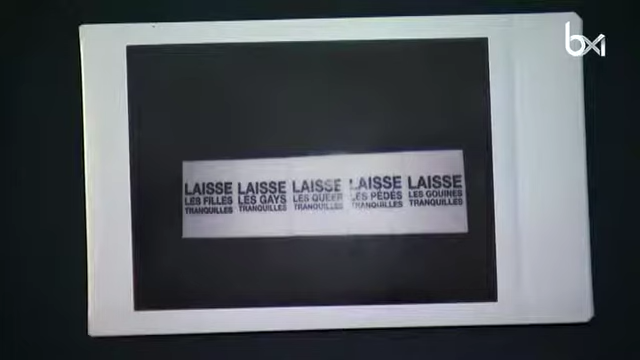 bx1
LAISSE
LES FILLES
TRANQUILLES
LAISSE
LES GAYS
TRANQUILLES
LAISSE
LES QUEER
TRANQUILLES
LAISSE
LES PÉDÉS
TRANQUILLES
LAISSE
LES GOUINES
TRANQUILLES